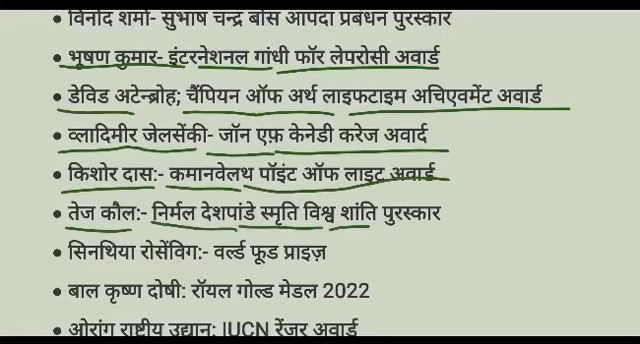 • विनोद शर्मा- सुभाष चन्द्र बोस आपदा प्रबंधन पुरस्कार
• भूषण कुमार- इंटरनेशनल गांधी फॉर लेपरोसी अवार्ड
• डेविड अटेन्ब्रोह; चैंपियन ऑफ अर्थ लाइफटाइम अचिएवमेंट अवार्ड
• व्लादिमीर जेलसेंकी- जॉन एफ़ केनेडी करेज अवार्द
• किशोर दास:- कमानवेलथ पॉइंट ऑफ लाइट अवार्ड
• तेज कौल:- निर्मल देशपांडे स्मृति विश्व शांति पुरस्कार
• सिनथिया रोसेंविग:- वर्ल्ड फूड प्राइज़
• बाल कृष्ण दोषी: रॉयल गोल्ड मेडल 2022
• ओरांग राष्ट्रीय उद्यान: IUCN रेंजर अवार्ड